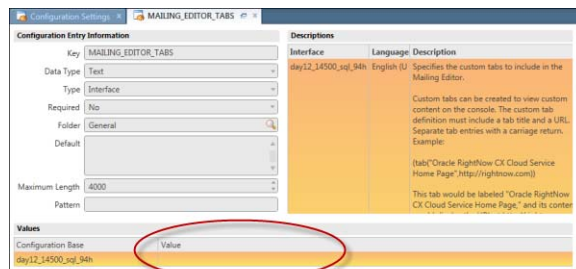 Configuration Settings
MAILING_EDITOR_TABS
Configuration Entry Information
Key MAILING_EDITOR_TABS
Data Type Text
Type Interface
Required No
Folder General
Default
Maximum Length 4000
Pattern
Descriptions
Interface Language Description
day12_14500_sql_94h English (U Specifies the custom tabs to include in the
Mailing Editor.
Custom tabs can be created to view custom
content on the console. The custom tab
definition must include a tab title and a URL.
Separate tab entries with a carriage return.
Example:
{tab("Oracle RightNow CX Cloud Service
Home Page",http://rightnow.com)}
This tab would be labeled "Oracle RightNow
CX Cloud Service Home Page," and its conten
Values
Configuration Base Value
day12_14500_sql_94h